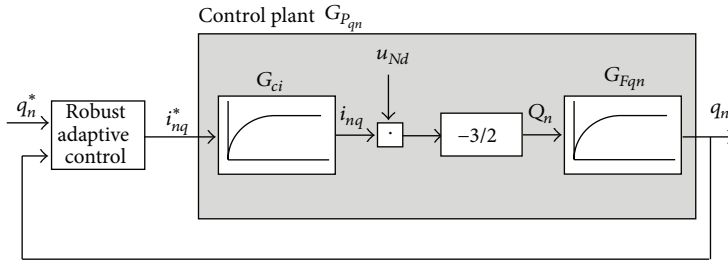 Control plant G_{P_{qn}}
u_{Nd}
G_{ci}
G_{Fqn}
q_n^*
Robust
adaptive
control
i_{nq}^*
i_{nq}
·
−3/2
Q_n
q_n